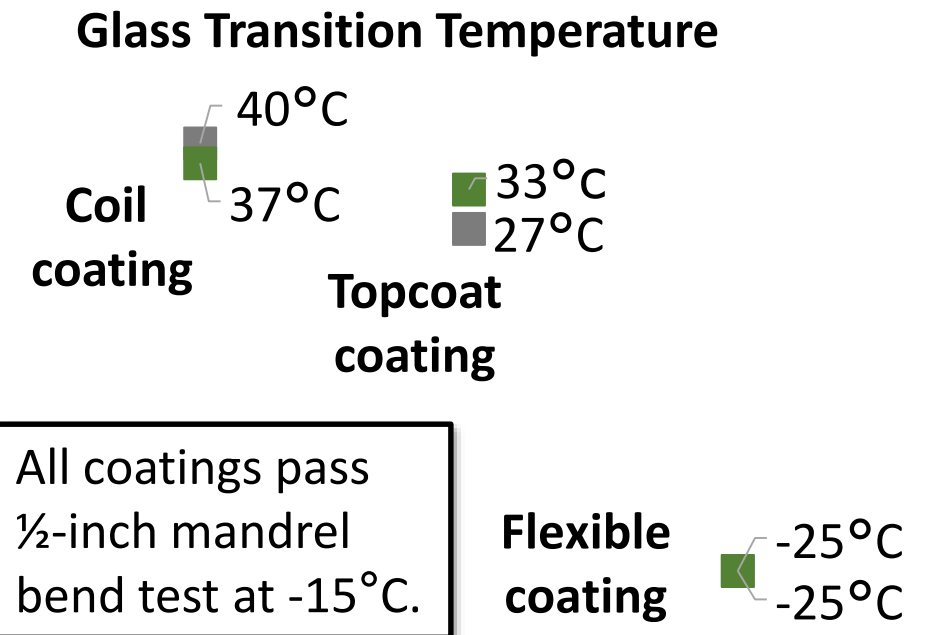 Glass Transition Temperature
40°C
37°C
Coil
coating
33°C
27°C
Topcoat
coating
All coatings pass
½-inch mandrel
bend test at -15°C.
Flexible
coating
-25°C
-25°C